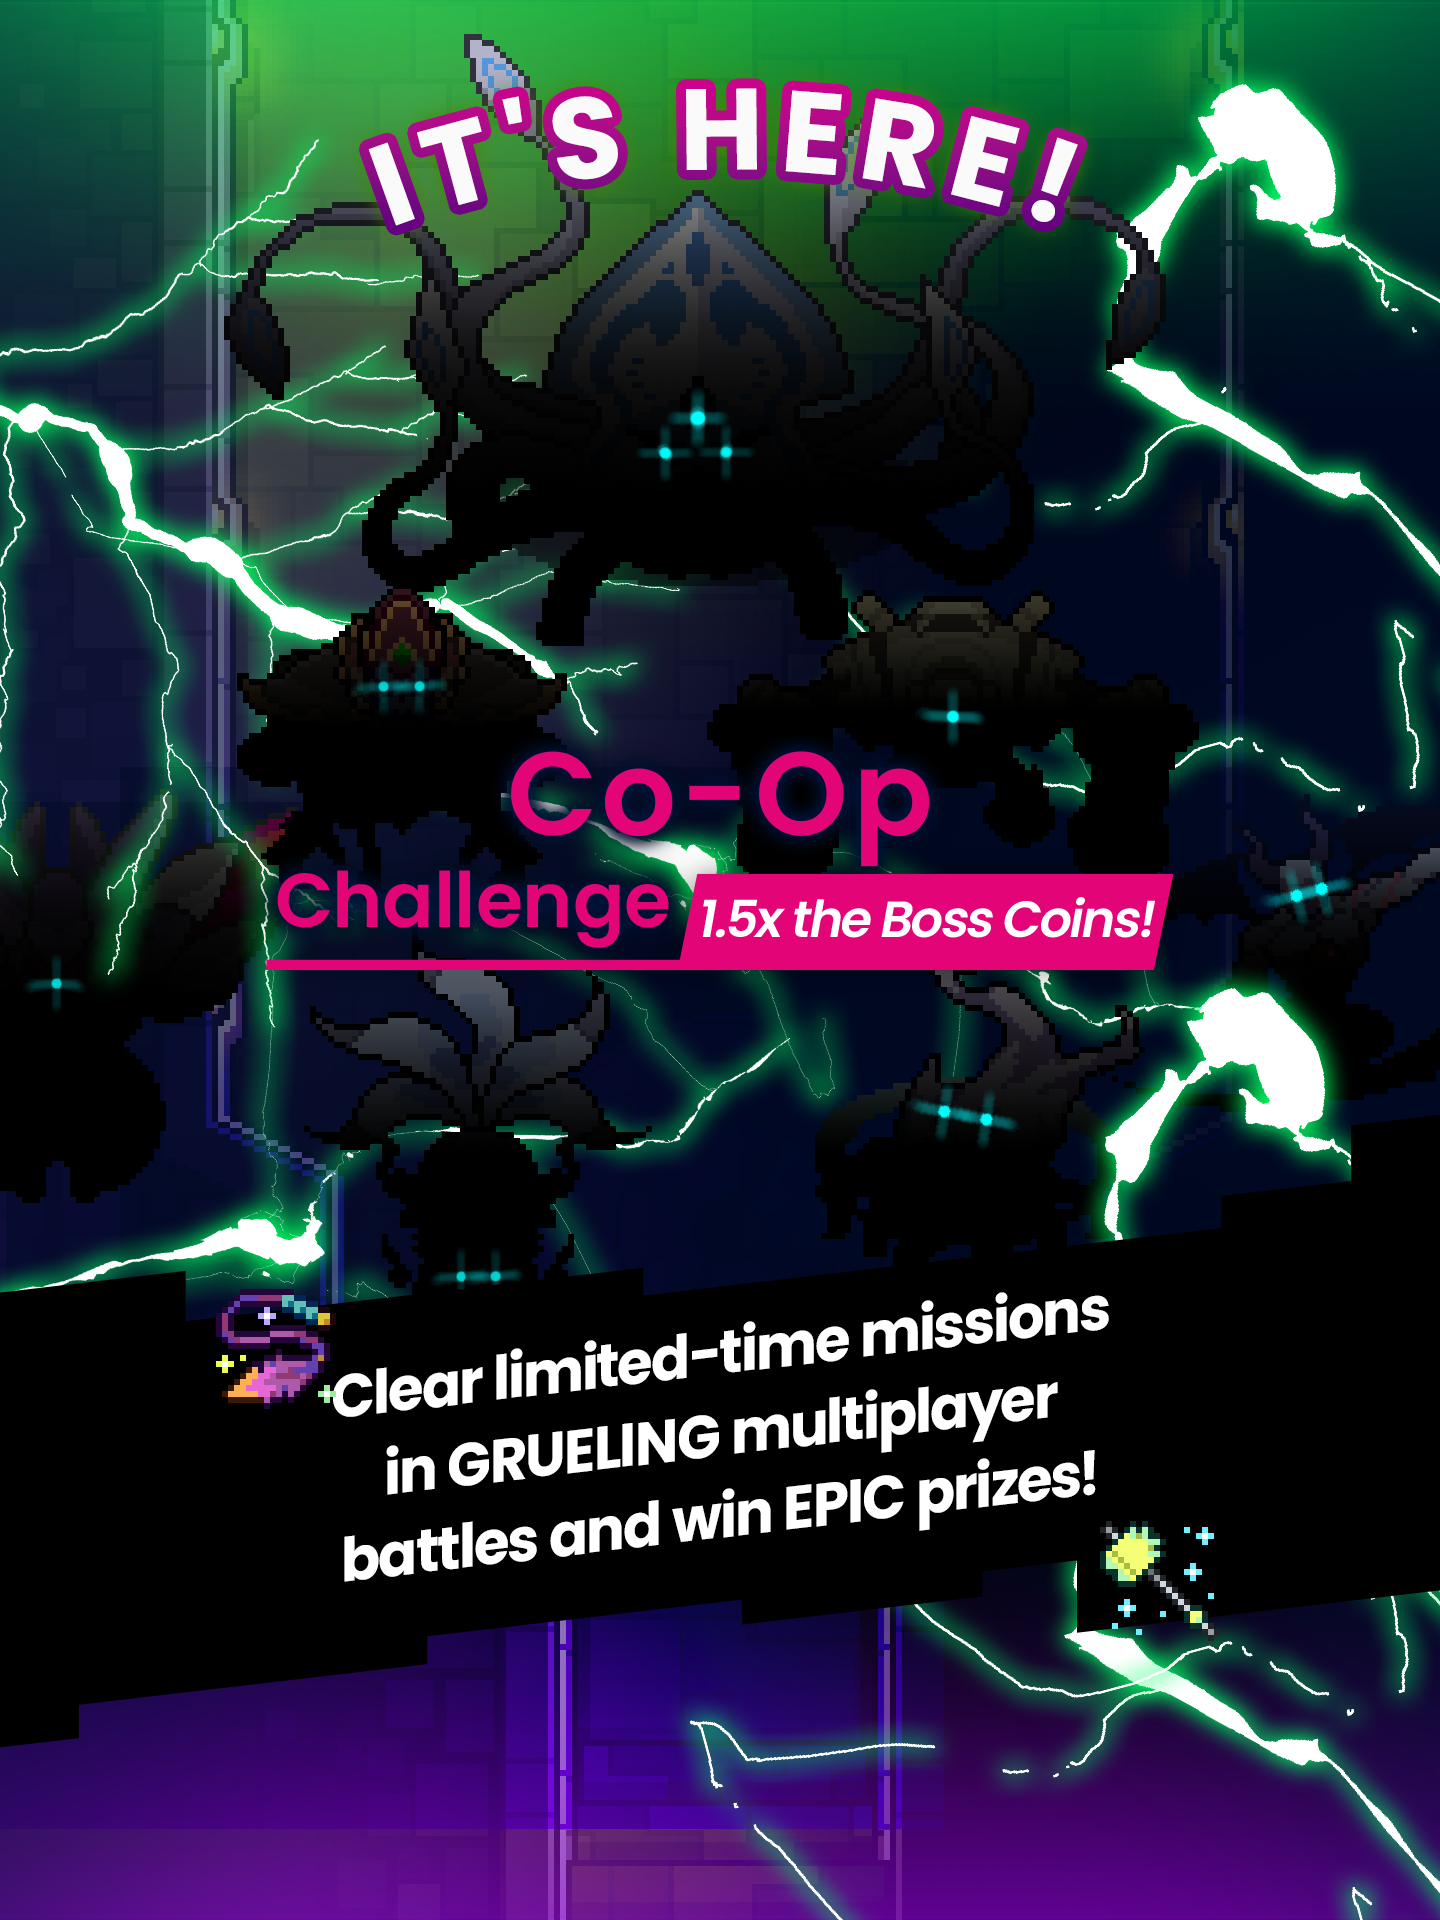 IT'S HERE!
Co-Op
Challenge 1.5x the Boss Coins!
Clear limited-time missions
in GRUELING multiplayer
battles and win EPIC prizes!